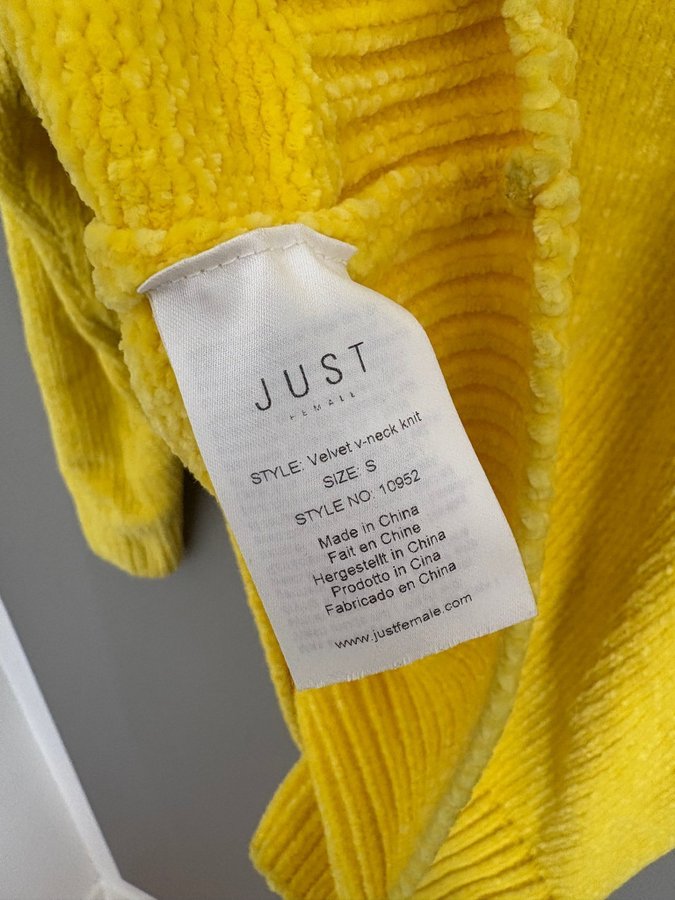 JUST
FEMALE
STYLE: Velvet v-neck knit
SIZE: S
STYLE NO: 10952
Made in China
Fait en Chine
Hergestellt in China
Prodotto in Cina
Fabricado en China
www.justfemale.com